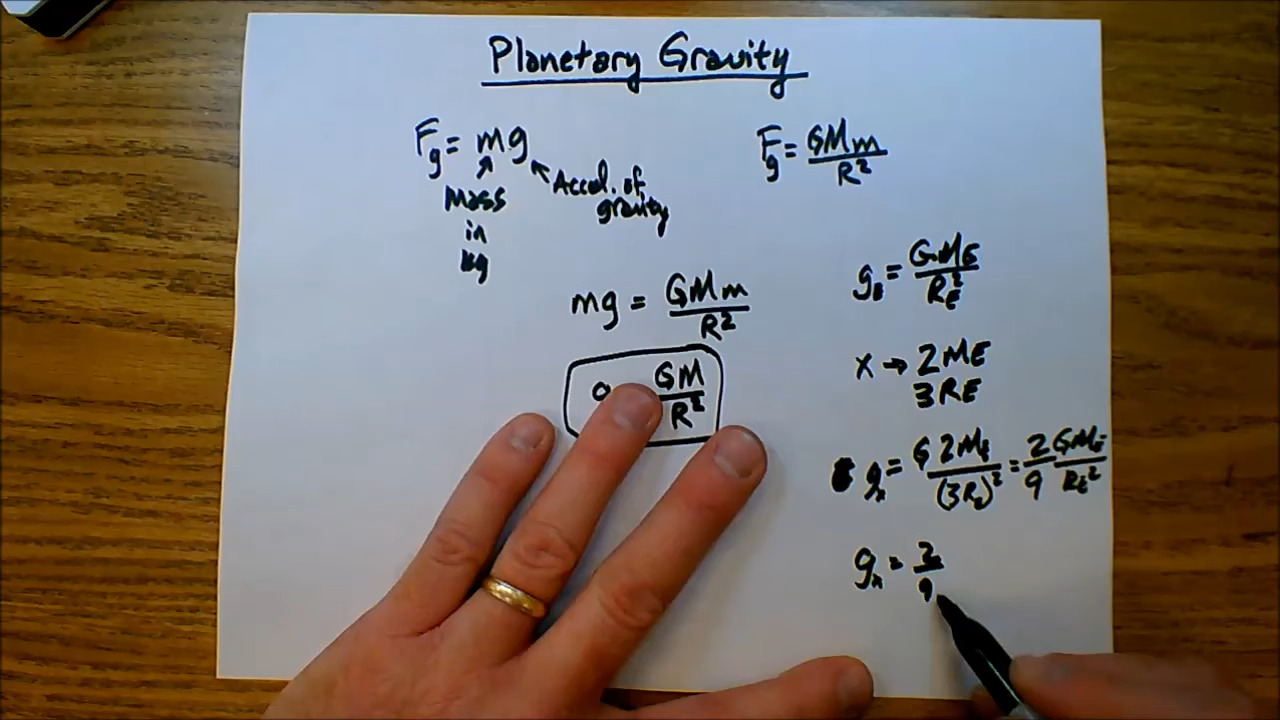 Planetary Gravity
Fg = mg
Mass
in
kg
Accel. of
gravity
Fg = GMm/R²
mg = GMm/R²
GM/R²
gE = GME/RE²
x → 2ME
3RE
gx = G 2ME/(3RE)² = 2/9 GME/RE²
gx = 2/9